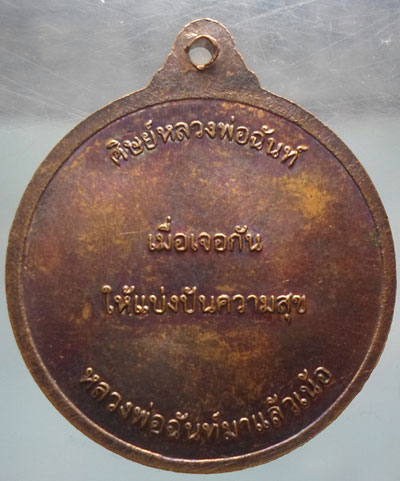 ศิษย์หลวงพ่อฉันท์
เมื่อเจอกัน
ให้แบ่งปันความสุข
หลวงพ่อฉันท์มาแล้วเน้อ